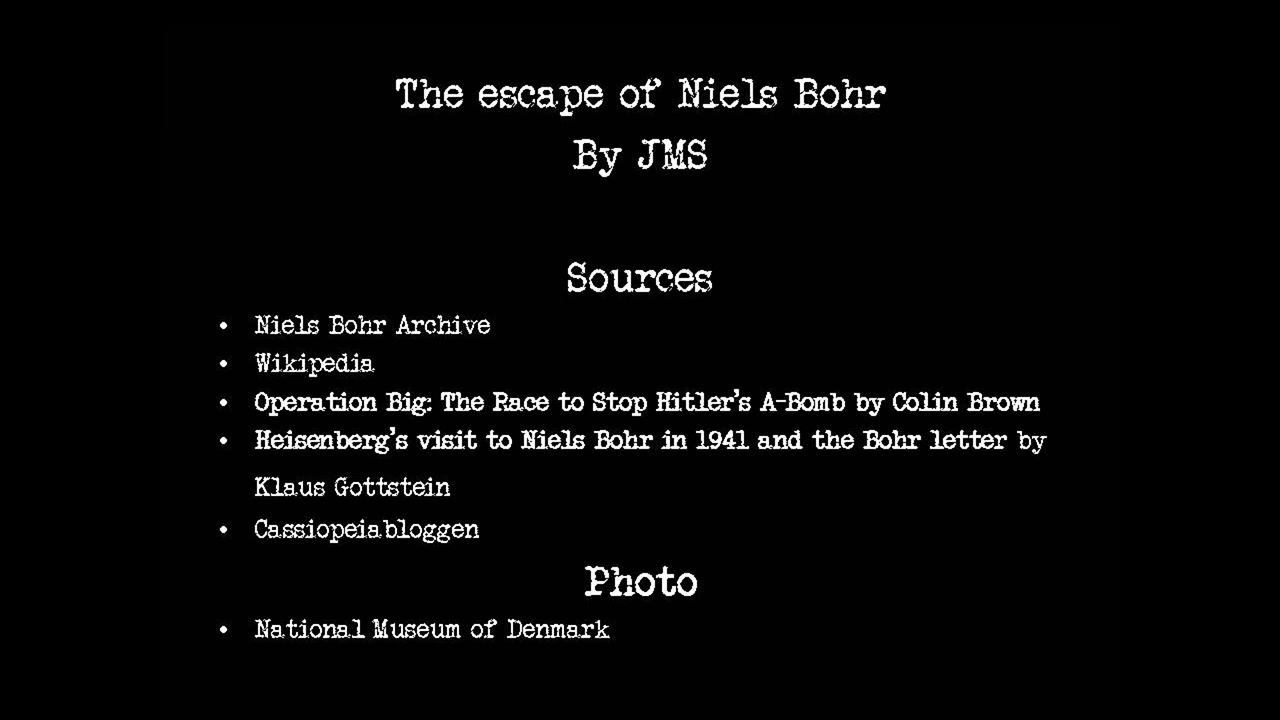 The escape of Niels Bohr
By JMS
Sources
• Niels Bohr Archive
• Wikipedia
• Operation Big: The Race to Stop Hitler's A-Bomb by Colin Brown
• Heisenberg's visit to Niels Bohr in 1941 and the Bohr letter by
Klaus Gottstein
• Cassiopeiabloggen
Photo
• National Museum of Denmark